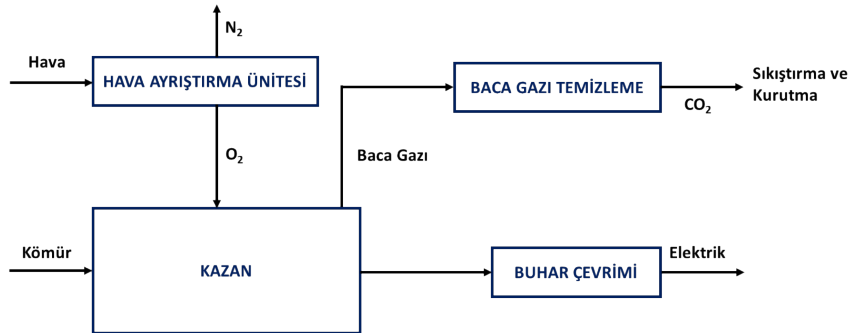 N₂
Hava
HAVA AYRIŞTIRMA ÜNİTESİ
BACA GAZI TEMİZLEME
CO₂
Sıkıştırma ve
Kurutma
O₂
Baca Gazı
Kömür
KAZAN
BUHAR ÇEVRİMİ
Elektrik